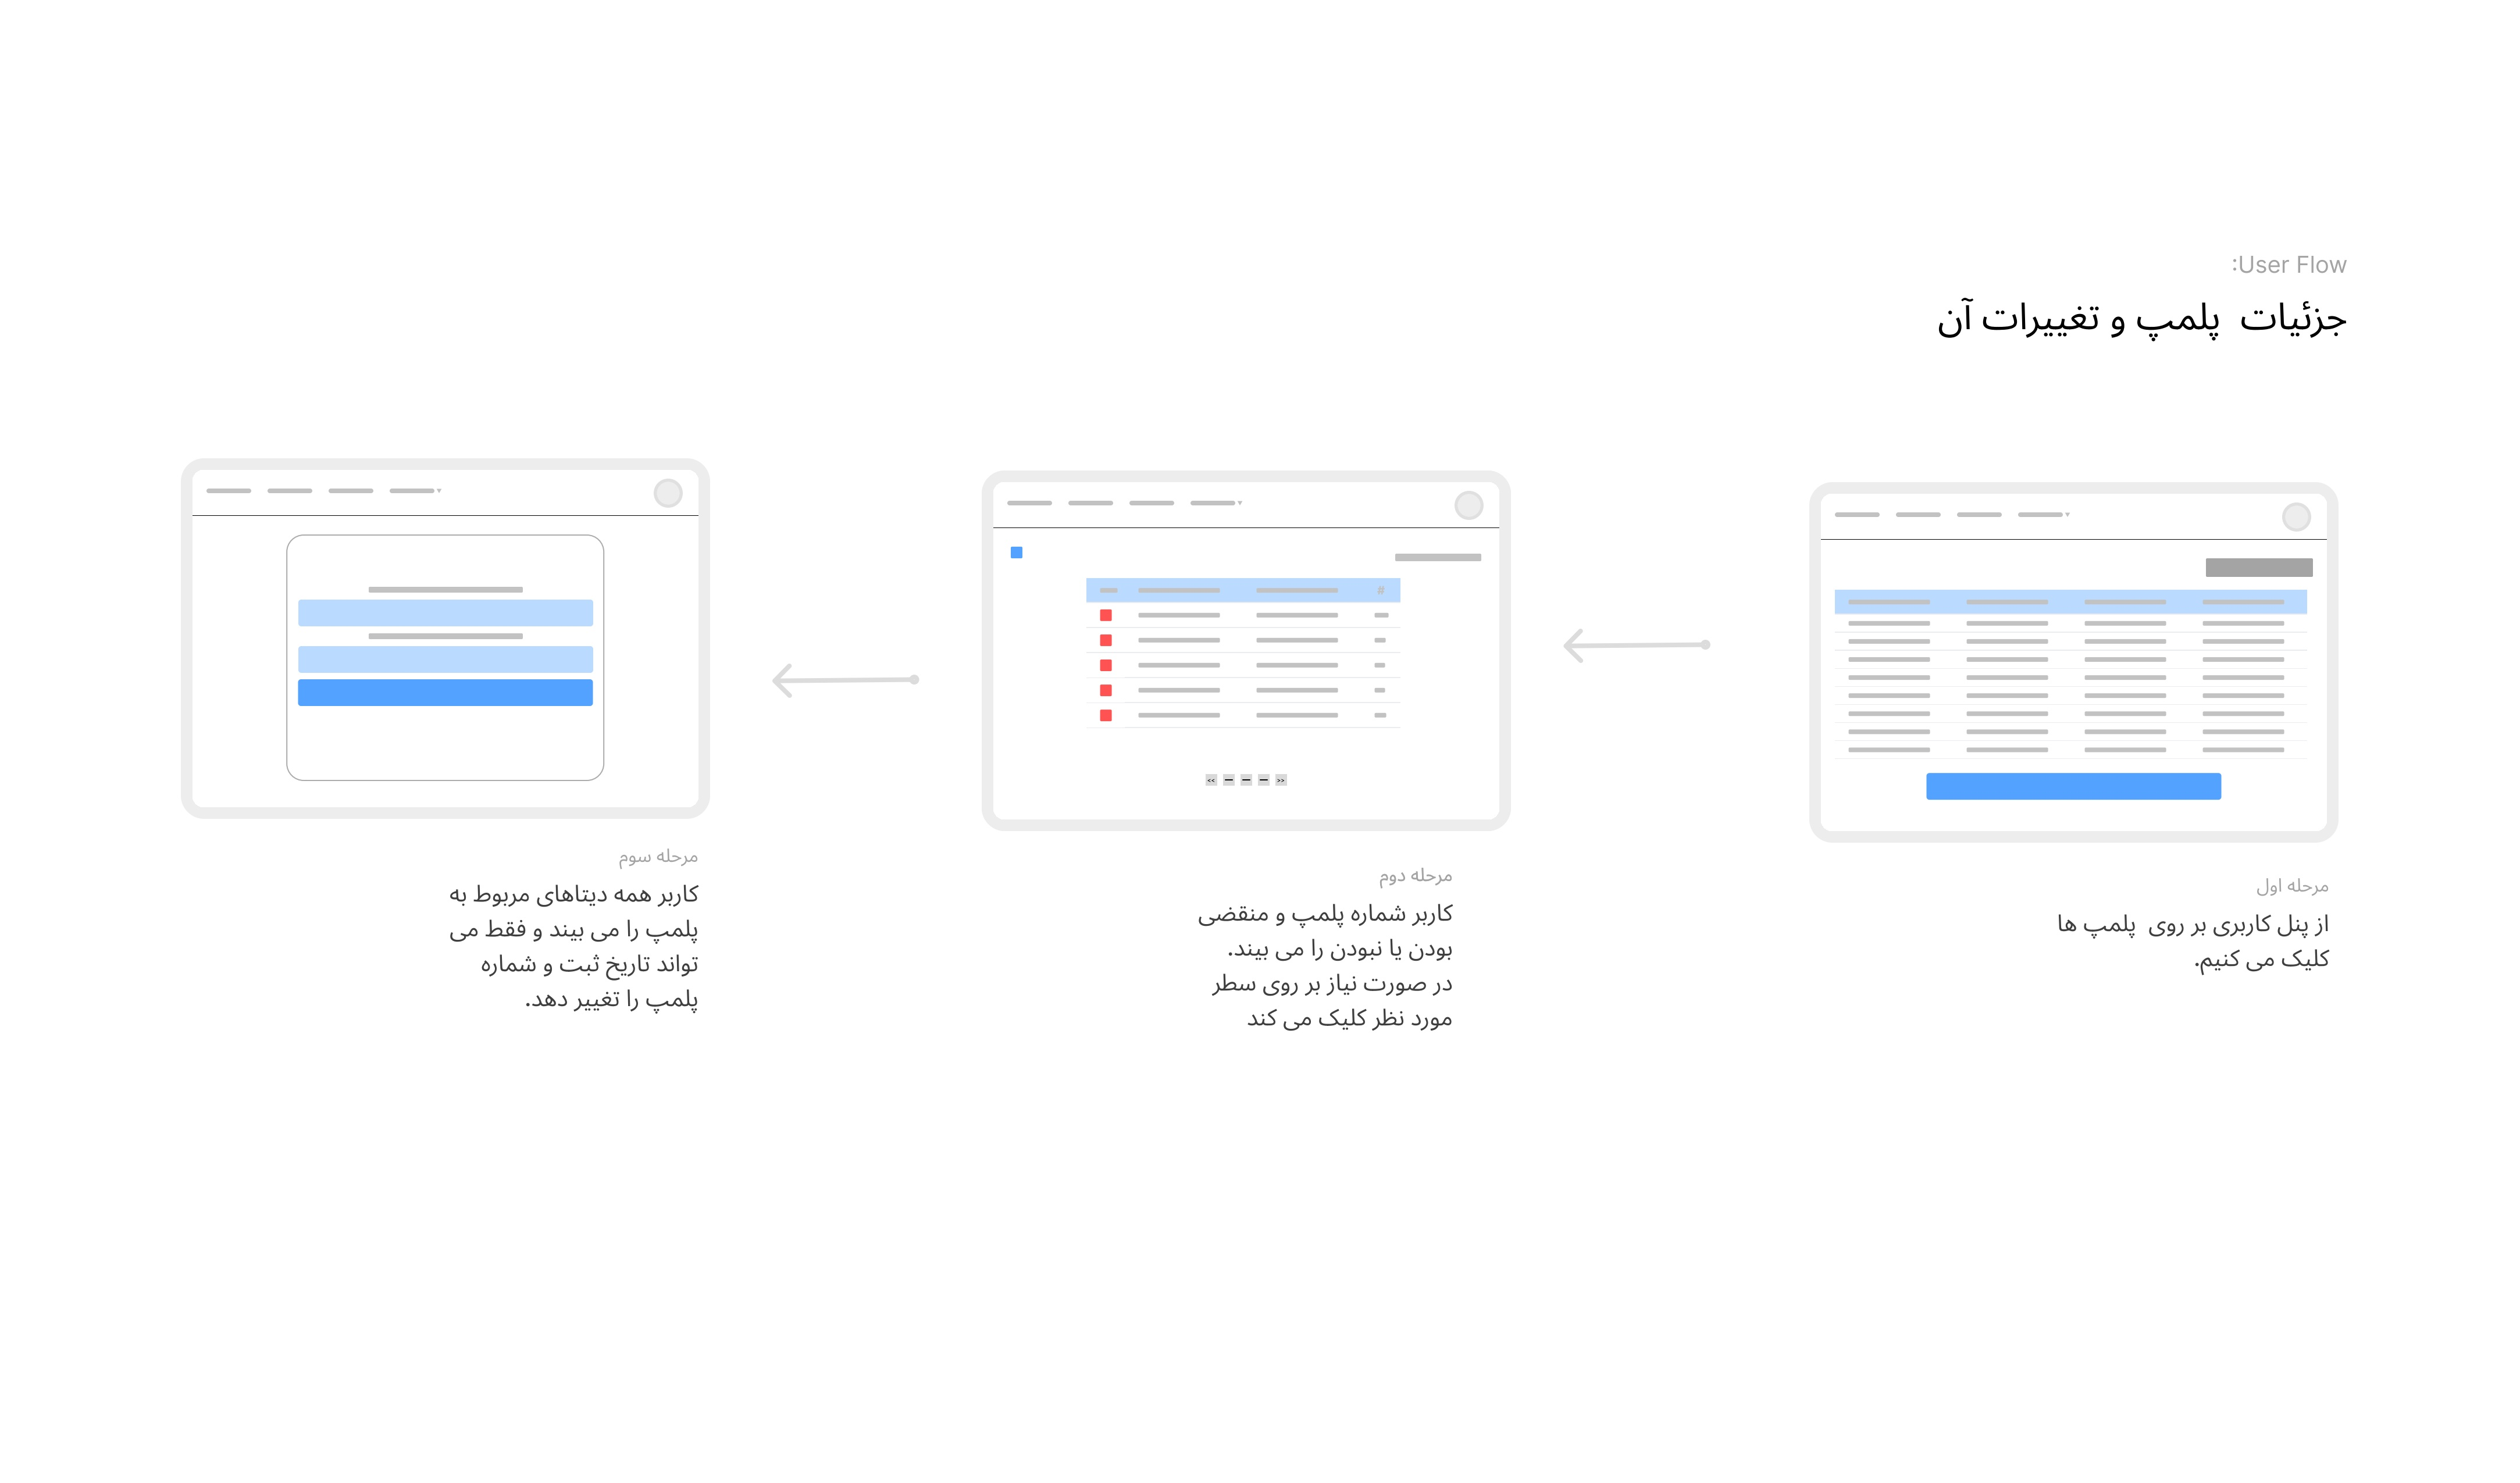 User Flow:
جزئیات پلمپ و تغییرات آن
#
<< >>
مرحله اول
از پنل کاربری بر روی پلمپ ها
کلیک می کنیم.
مرحله دوم
کاربر شماره پلمپ و منقضی
بودن یا نبودن را می بیند.
در صورت نیاز بر روی سطر
مورد نظر کلیک می کند
مرحله سوم
کاربر همه دیتاهای مربوط به
پلمپ را می بیند و فقط می
تواند تاریخ ثبت و شماره
پلمپ را تغییر دهد.